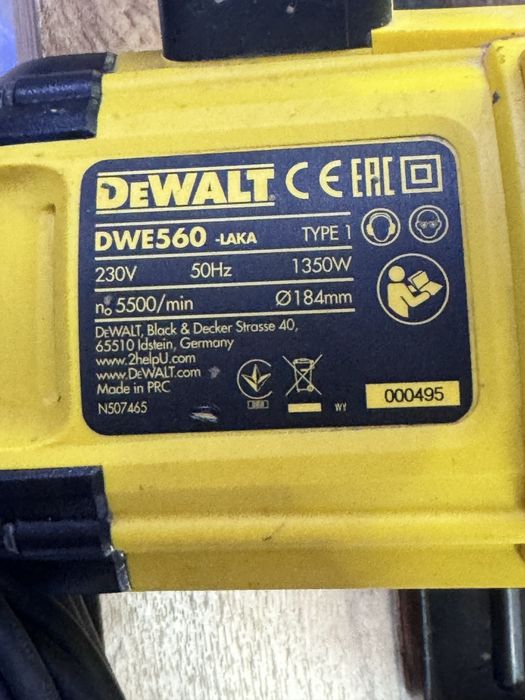 DEWALT CE EAC
DWE560 -LAKA TYPE 1
230V 50Hz 1350W
n₀ 5500/min Ø184mm
DEWALT, Black & Decker Strasse 40,
65510 Idstein, Germany
www.2helpU.com
www.DEWALT.com
Made in PRC
N507465
WY
000495